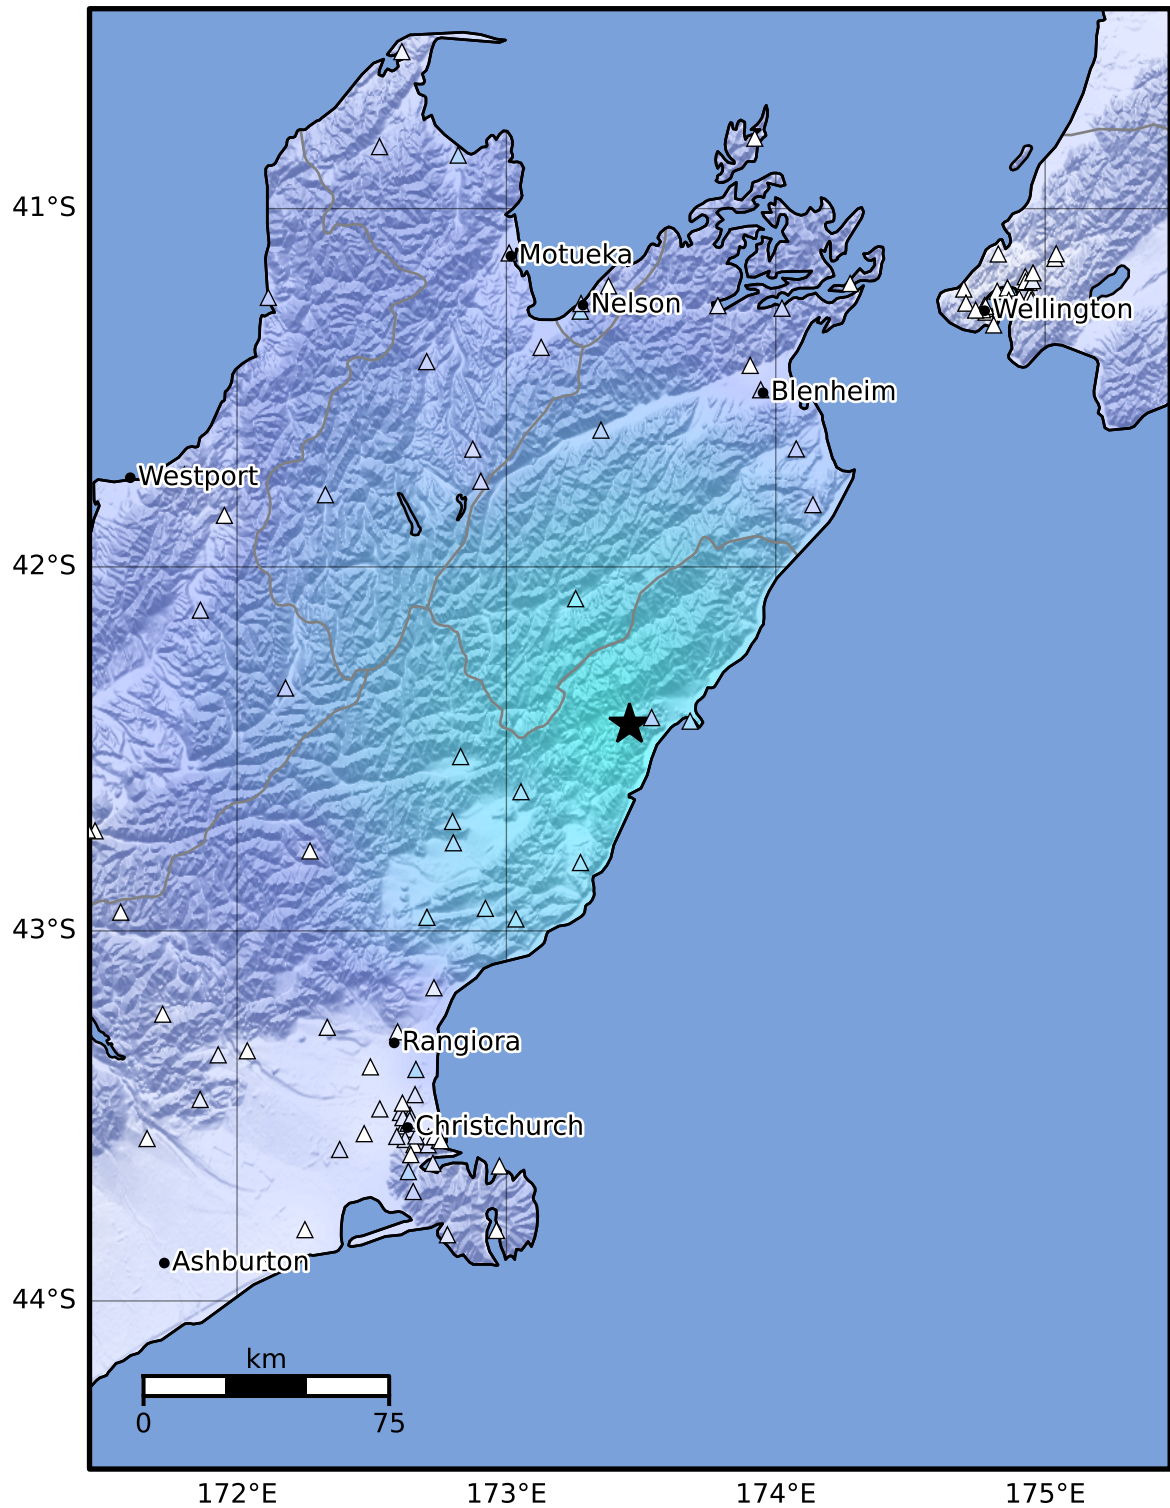 41°S
Motueka
Nelson
Wellington
Blenheim
Westport
42°S
43°S
Rangiora
Christchurch
Ashburton
44°S
km
0 75
172°E 173°E 174°E 175°E